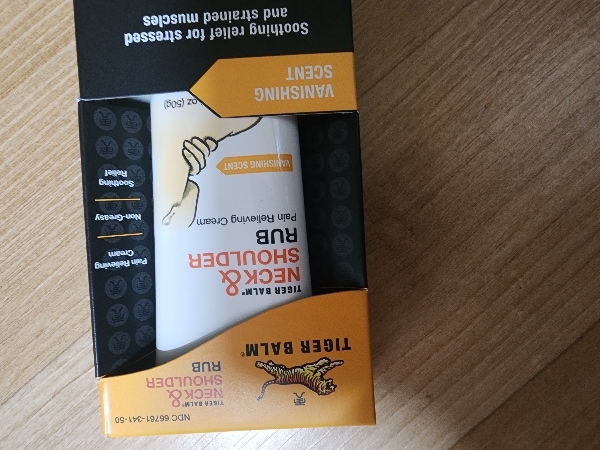 NDC 66761-341-50
TIGER BALM®
NECK &
SHOULDER
RUB
TIGER BALM®
TIGER BALM®
NECK &
SHOULDER
RUB
Pain Relieving Cream
VANISHING SCENT
oz (50g)
Pain Relieving
Cream
Non-Greasy
Soothing
Relief
VANISHING
SCENT
Soothing relief for stressed
and strained muscles